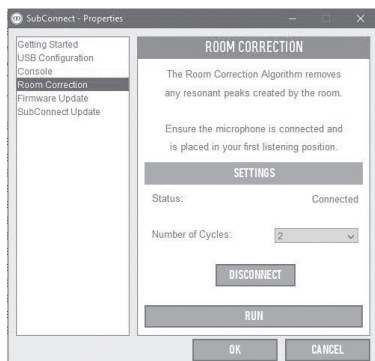 SubConnect - Properties
Getting Started
USB Configuration
Console
Room Correction
Firmware Update
SubConnect Update
ROOM CORRECTION
The Room Correction Algorithm removes
any resonant peaks created by the room.
Ensure the microphone is connected and
is placed in your first listening position.
SETTINGS
Status: Connected
Number of Cycles: 2
DISCONNECT
RUN
OK CANCEL